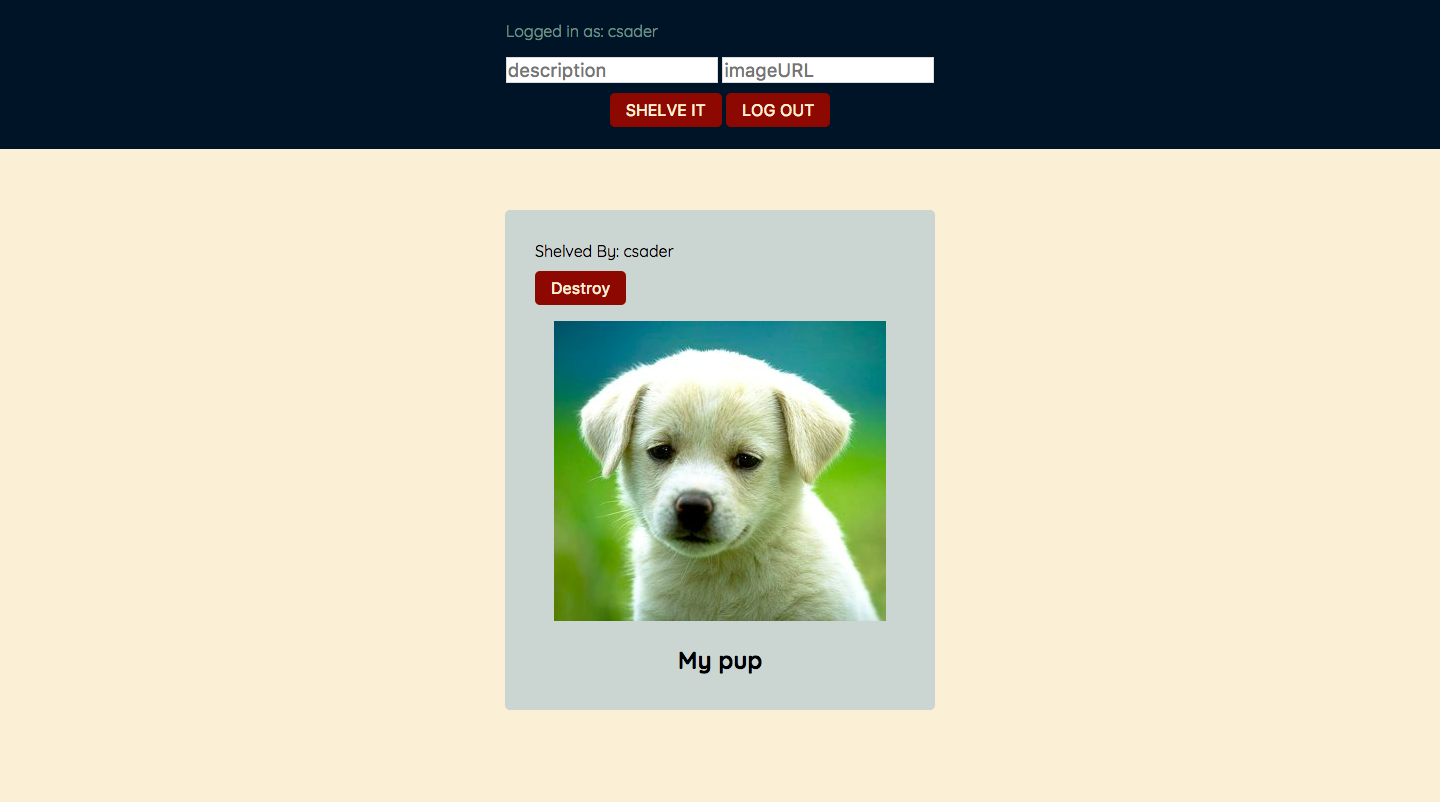 Logged in as: csader
description imageURL
SHELVE IT LOG OUT
Shelved By: csader
Destroy
My pup